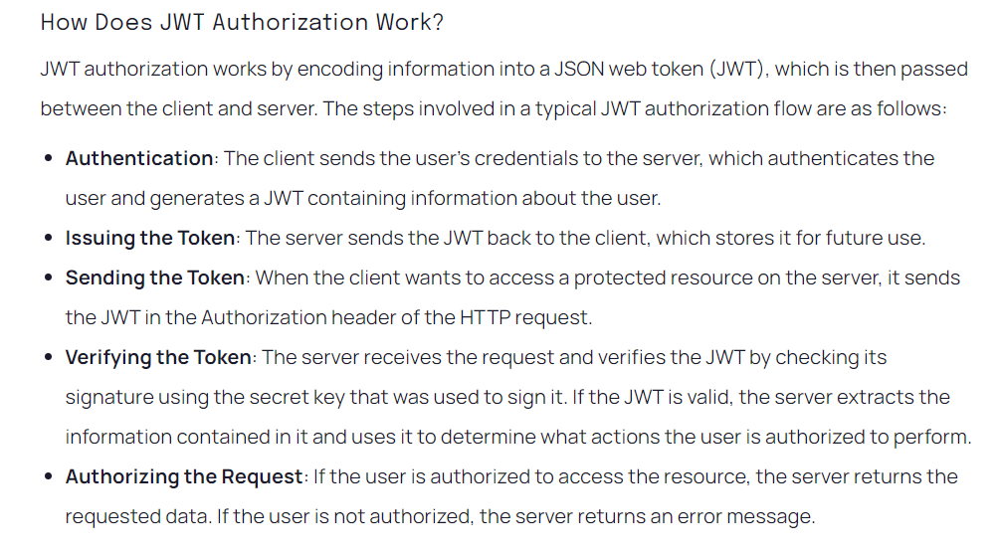 How Does JWT Authorization Work?
JWT authorization works by encoding information into a JSON web token (JWT), which is then passed
between the client and server. The steps involved in a typical JWT authorization flow are as follows:
• Authentication: The client sends the user's credentials to the server, which authenticates the
user and generates a JWT containing information about the user.
• Issuing the Token: The server sends the JWT back to the client, which stores it for future use.
• Sending the Token: When the client wants to access a protected resource on the server, it sends
the JWT in the Authorization header of the HTTP request.
• Verifying the Token: The server receives the request and verifies the JWT by checking its
signature using the secret key that was used to sign it. If the JWT is valid, the server extracts the
information contained in it and uses it to determine what actions the user is authorized to perform.
• Authorizing the Request: If the user is authorized to access the resource, the server returns the
requested data. If the user is not authorized, the server returns an error message.